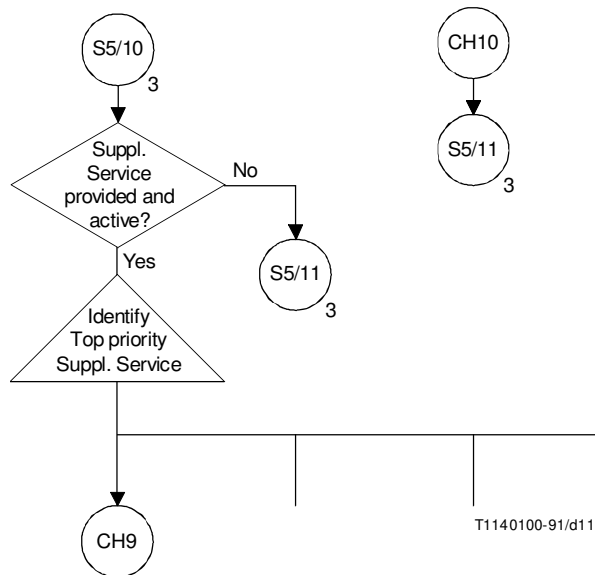 S5/10
3
CH10
S5/11
3
Suppl.
Service
provided and
active?
No
Yes
S5/11
3
Identify
Top priority
Suppl. Service
CH9
T1140100-91/d11